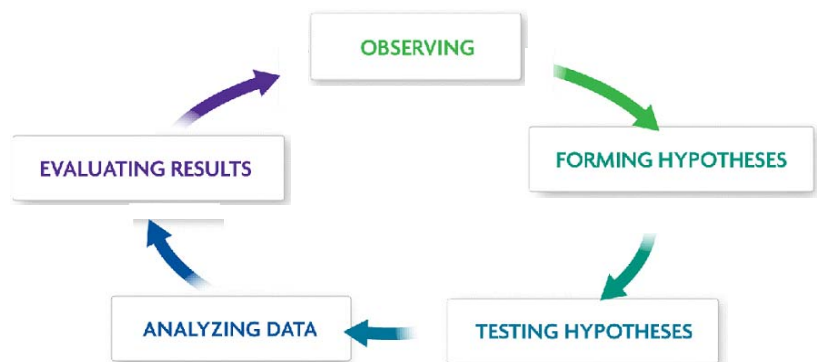 OBSERVING
FORMING HYPOTHESES
TESTING HYPOTHESES
ANALYZING DATA
EVALUATING RESULTS